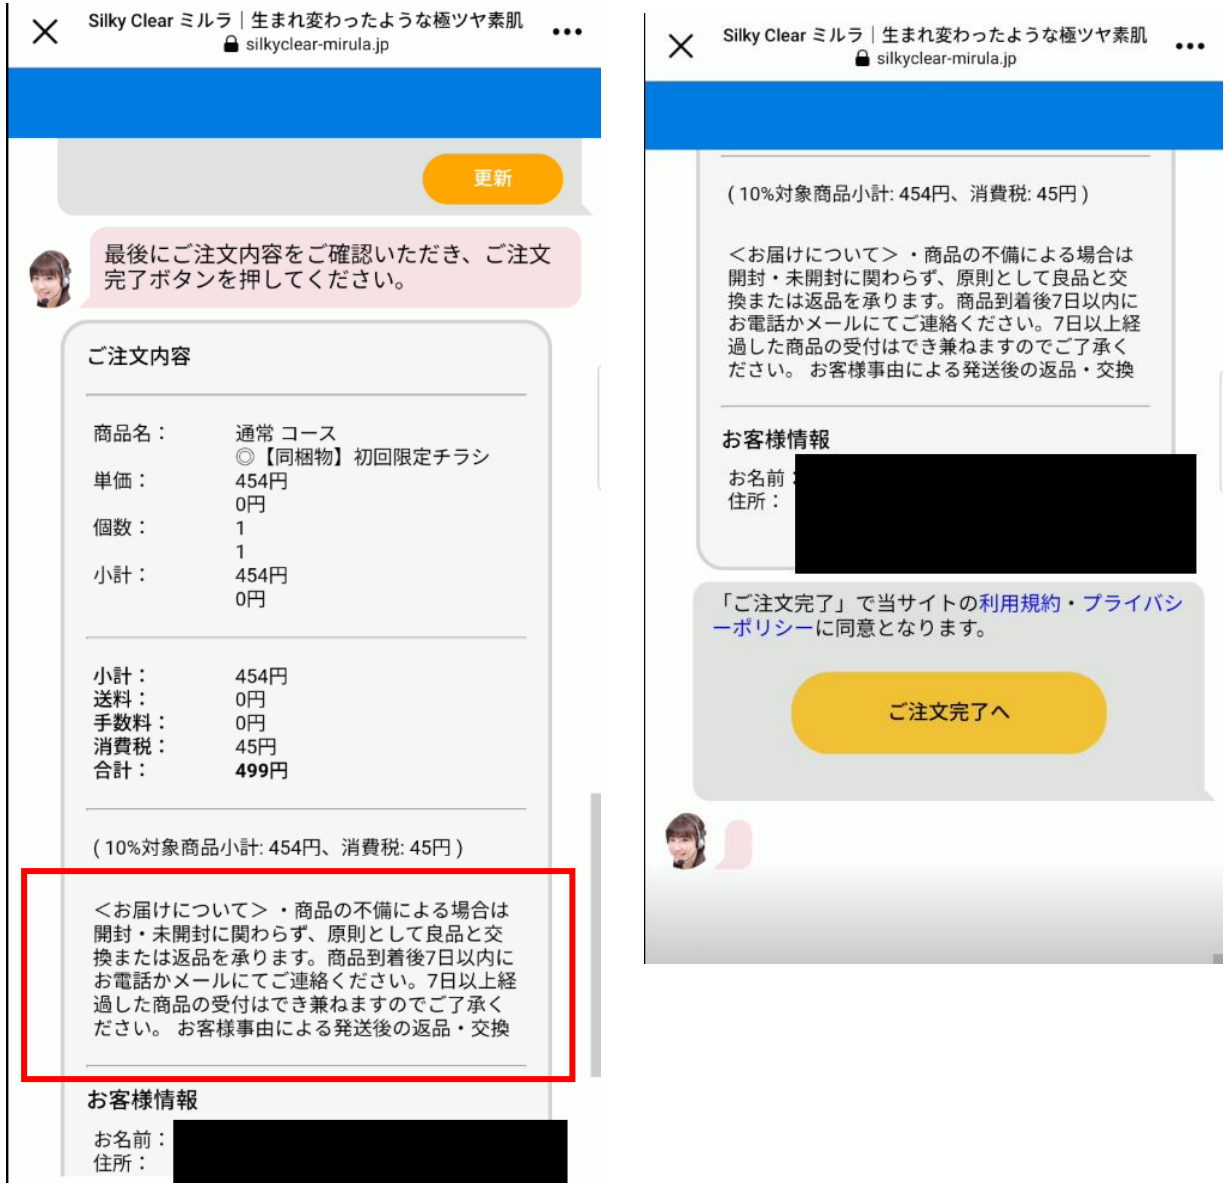 Silky Clear ミルラ｜生まれ変わったような極ツヤ素肌
silkyclear-mirula.jp
更新
最後にご注文内容をご確認いただき、ご注文
完了ボタンを押してください。
ご注文内容
商品名： 通常 コース
◎【同梱物】初回限定チラシ
単価： 454円
0円
個数： 1
1
小計： 454円
0円
小計： 454円
送料： 0円
手数料： 0円
消費税： 45円
合計： 499円
( 10%対象商品小計: 454円、消費税: 45円 )
＜お届けについて＞ ・商品の不備による場合は
開封・未開封に関わらず、原則として良品と交
換または返品を承ります。商品到着後7日以内に
お電話かメールにてご連絡ください。7日以上経
過した商品の受付はでき兼ねますのでご了承く
ださい。 お客様事由による発送後の返品・交換
お客様情報
お名前：
住所：
Silky Clear ミルラ｜生まれ変わったような極ツヤ素肌
silkyclear-mirula.jp
( 10%対象商品小計: 454円、消費税: 45円 )
＜お届けについて＞ ・商品の不備による場合は
開封・未開封に関わらず、原則として良品と交
換または返品を承ります。商品到着後7日以内に
お電話かメールにてご連絡ください。7日以上経
過した商品の受付はでき兼ねますのでご了承く
ださい。 お客様事由による発送後の返品・交換
お客様情報
お名前：
住所：
「ご注文完了」で当サイトの利用規約・プライバシ
ーポリシーに同意となります。
ご注文完了へ